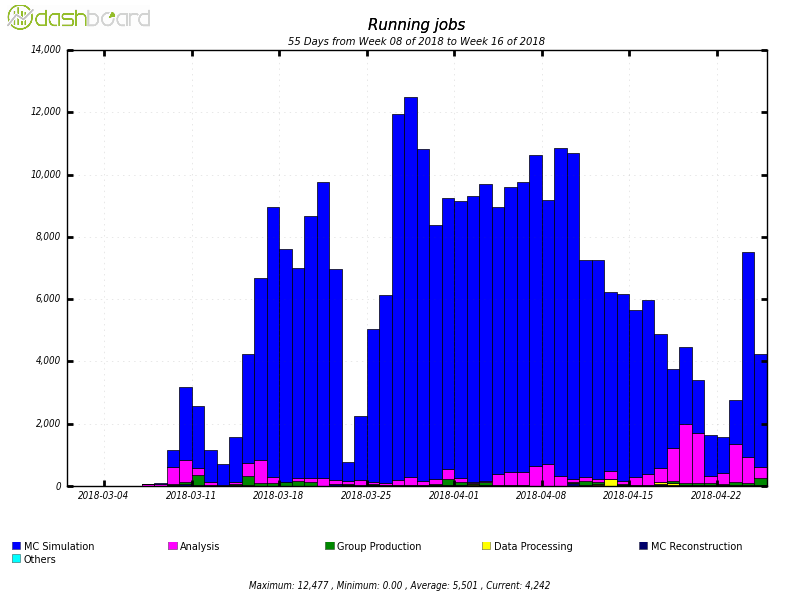 dashboard
Running jobs
55 Days from Week 08 of 2018 to Week 16 of 2018
14,000
12,000
10,000
8,000
6,000
4,000
2,000
0
2018-03-04 2018-03-11 2018-03-18 2018-03-25 2018-04-01 2018-04-08 2018-04-15 2018-04-22
MC Simulation Analysis Group Production Data Processing MC Reconstruction
Others
Maximum: 12,477 , Minimum: 0.00 , Average: 5,501 , Current: 4,242